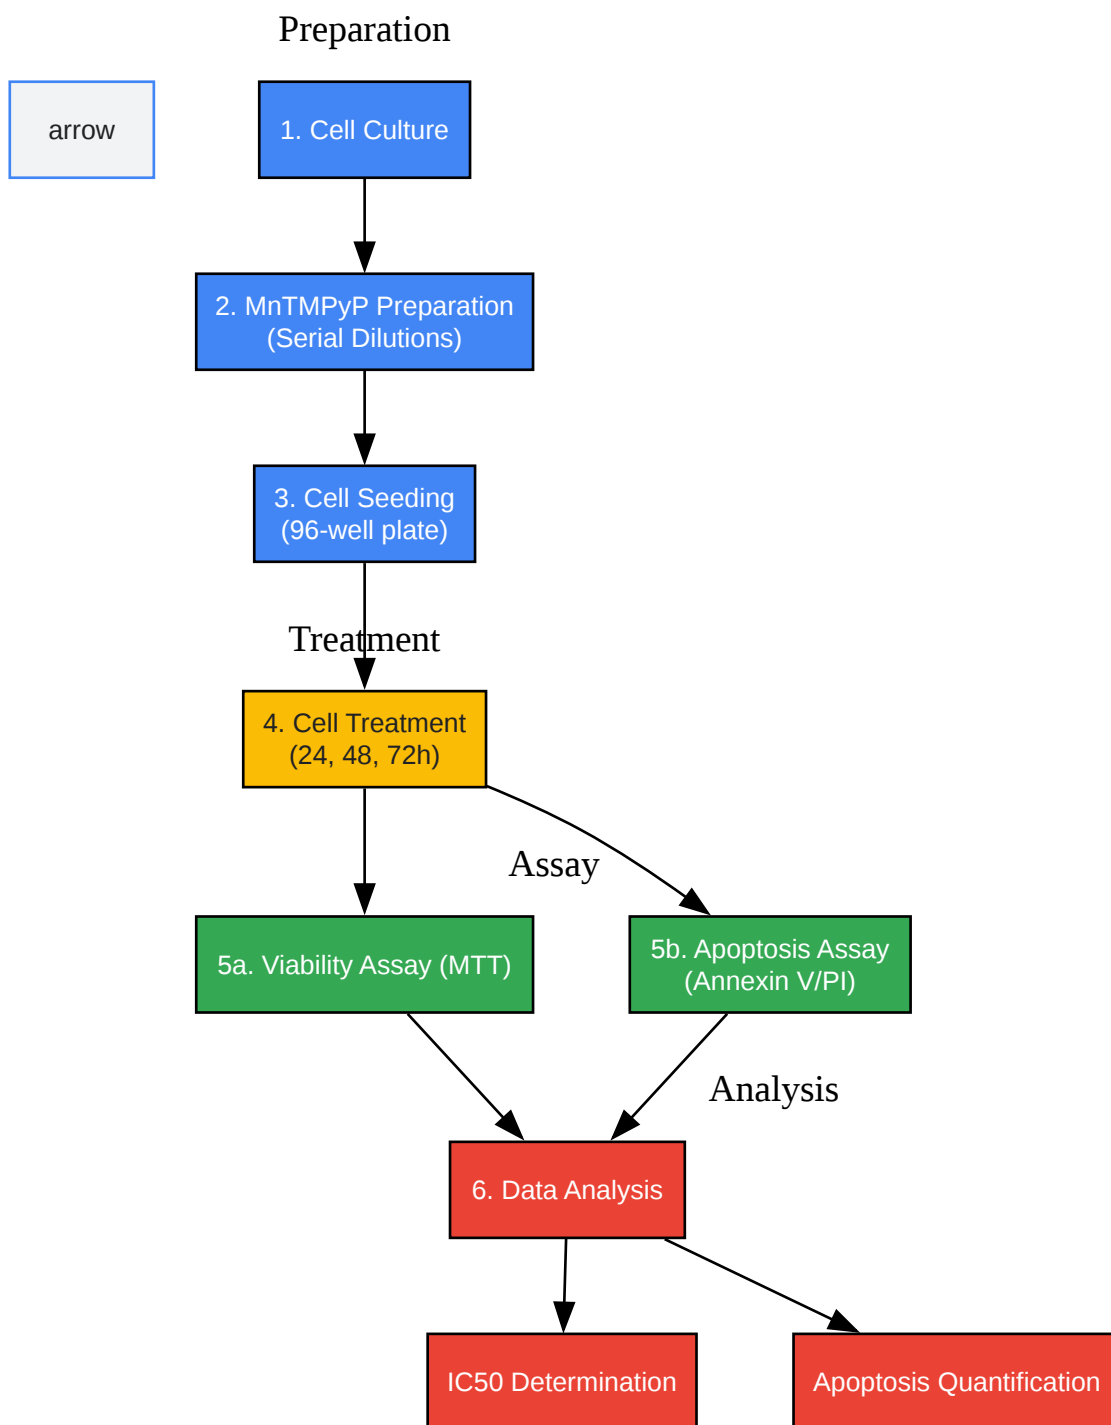 Preparation
arrow
1. Cell Culture
2. MnTMPyP Preparation
(Serial Dilutions)
3. Cell Seeding
(96-well plate)
Treatment
4. Cell Treatment
(24, 48, 72h)
Assay
5a. Viability Assay (MTT)
5b. Apoptosis Assay
(Annexin V/PI)
Analysis
6. Data Analysis
IC50 Determination
Apoptosis Quantification